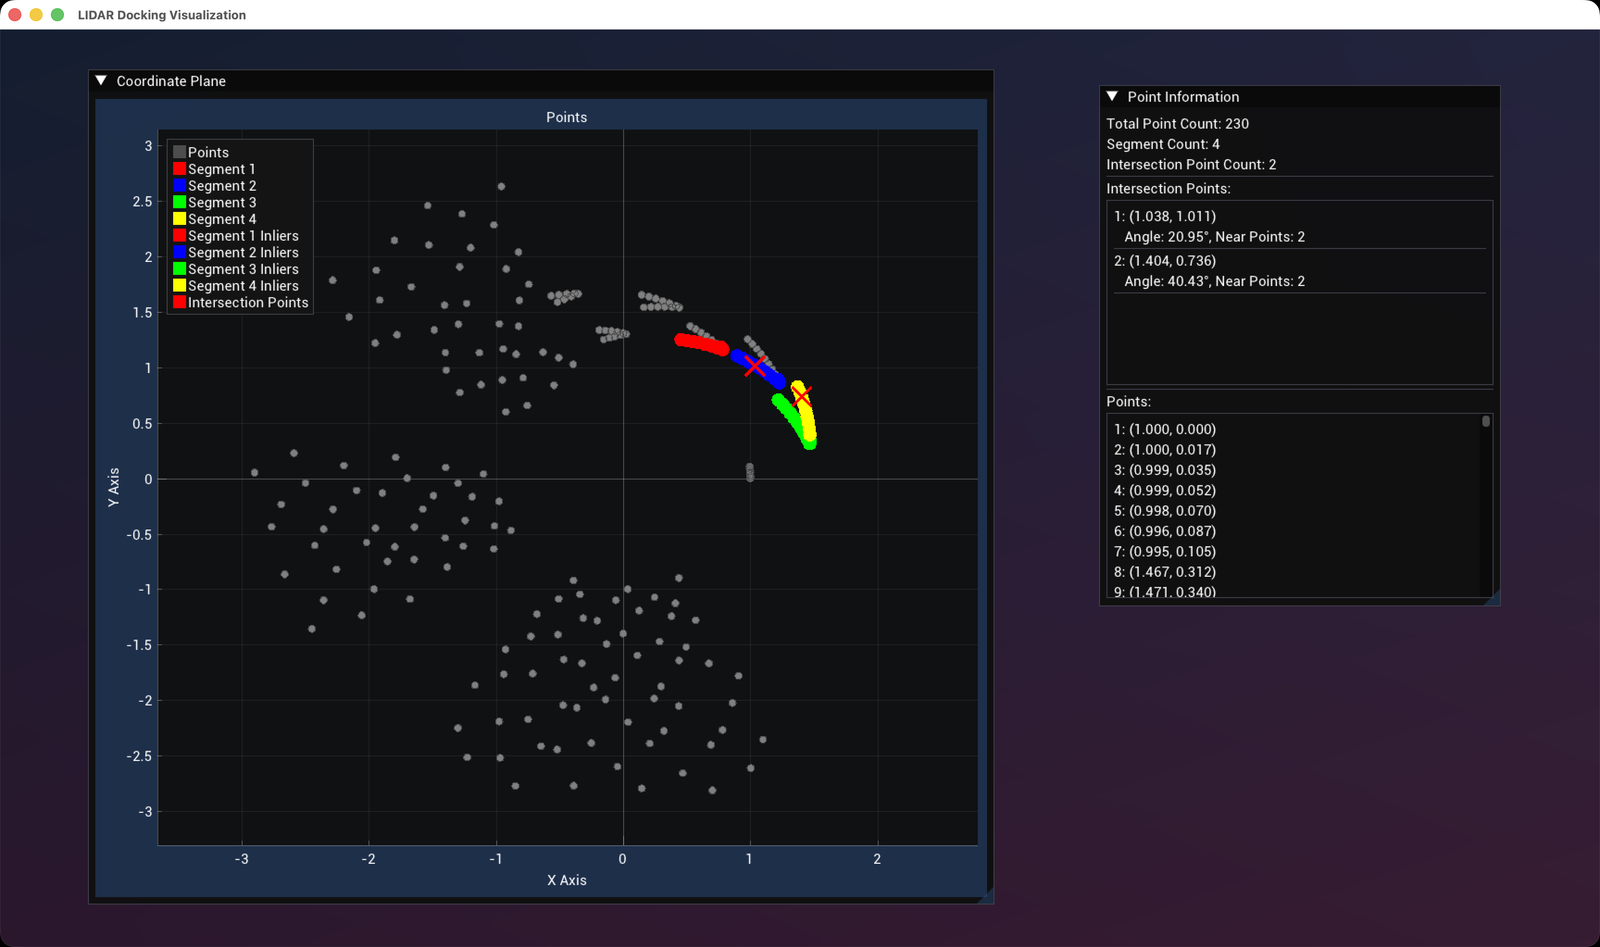 LIDAR Docking Visualization
Coordinate Plane
Points
Points
Segment 1
Segment 2
Segment 3
Segment 4
Segment 1 Inliers
Segment 2 Inliers
Segment 3 Inliers
Segment 4 Inliers
Intersection Points
3
2.5
2
1.5
1
0.5
0
-0.5
-1
-1.5
-2
-2.5
-3
Y Axis
-3
-2
-1
0
1
2
X Axis
Point Information
Total Point Count: 230
Segment Count: 4
Intersection Point Count: 2
Intersection Points:
1: (1.038, 1.011)
Angle: 20.95°, Near Points: 2
2: (1.404, 0.736)
Angle: 40.43°, Near Points: 2
Points:
1: (1.000, 0.000)
2: (1.000, 0.017)
3: (0.999, 0.035)
4: (0.999, 0.052)
5: (0.998, 0.070)
6: (0.996, 0.087)
7: (0.995, 0.105)
8: (1.467, 0.312)
9: (1.471, 0.340)